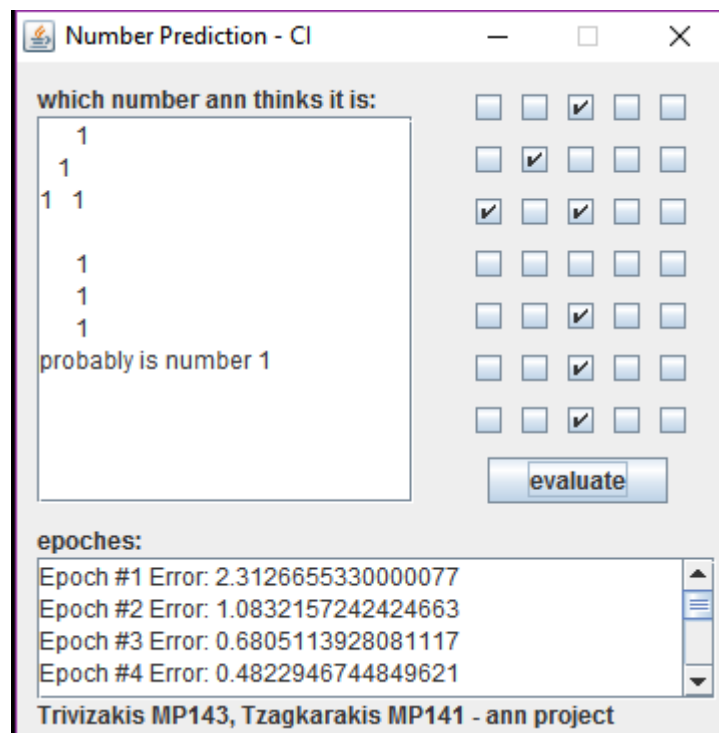 Number Prediction - CI
which number ann thinks it is:
1
1
1 1
1
1
1
probably is number 1
evaluate
epoches:
Epoch #1 Error: 2.3126655330000077
Epoch #2 Error: 1.0832157242424663
Epoch #3 Error: 0.6805113928081117
Epoch #4 Error: 0.4822946744849621
Trivizakis MP143, Tzagkarakis MP141 - ann project